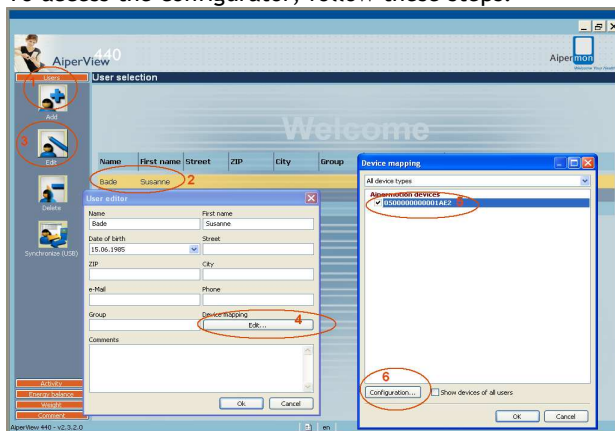 To access the configurator, follow these steps:
AiperView 440
Aipermon
Users
User selection
1
Add
Welcome
3
Edit
Name First name Street ZIP City Group
Bade Susanne 2
Delete
Synchronize (USB)
User editor
Name First name
Bade Susanne
Date of birth Street
15.06.1985
ZIP City
e-Mail Phone
Group Device mapping
Edit... 4
Comments
Ok Cancel
Device mapping
All device types
Aipermotion devices
0500000000001AE2 5
6
Configuration... Show devices of all users
OK Cancel
Activity
Energy balance
Weight
Comment
AiperView 440 - v2.3.2.0
en